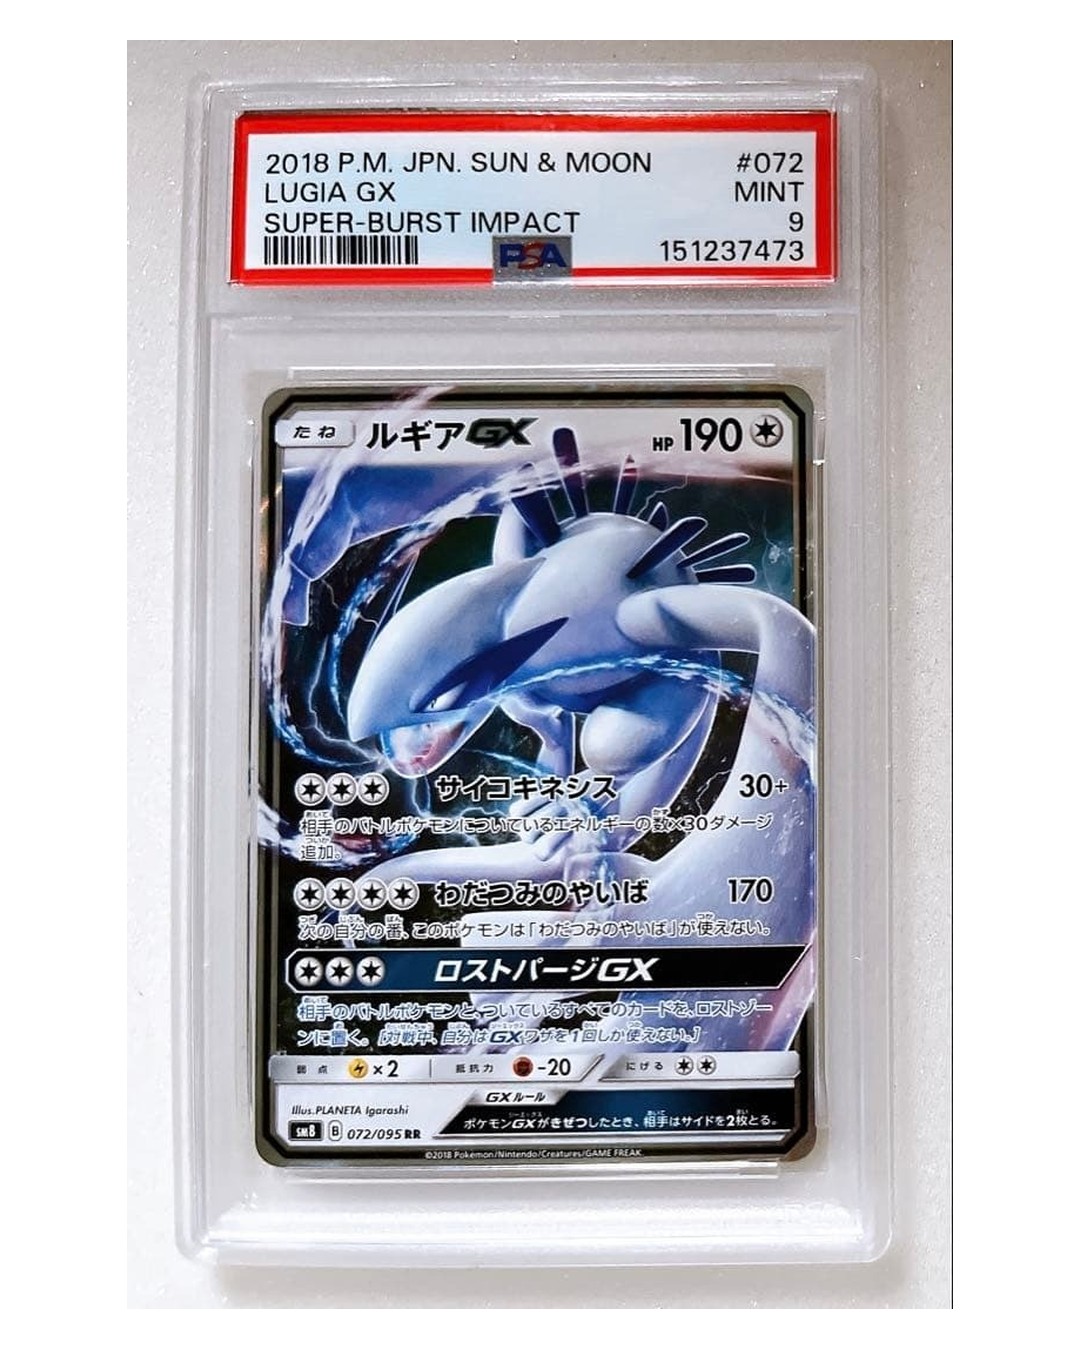 2018 P.M. JPN. SUN & MOON #072
LUGIA GX MINT
SUPER-BURST IMPACT 9
PSA 151237473
たね ルギアGX HP 190
サイコキネシス 30+
相手のバトルポケモンについているエネルギーの数×30ダメージ
追加。
わだつみのやいば 170
次の自分の番、このポケモンは「わだつみのやいば」が使えない。
ロストパージGX
相手のバトルポケモンと、ついているすべてのカードを、ロストゾー
ンに置く。[対戦中、自分はGXワザを1回しか使えない。]
弱点 ×2 抵抗力 -20 にげる
GXルール
Illus.PLANETA Igarashi
ポケモンGXがきぜつしたとき、相手はサイドを2枚とる。
SM8 B 072/095 RR
©2018 Pokémon/Nintendo/Creatures/GAME FREAK.